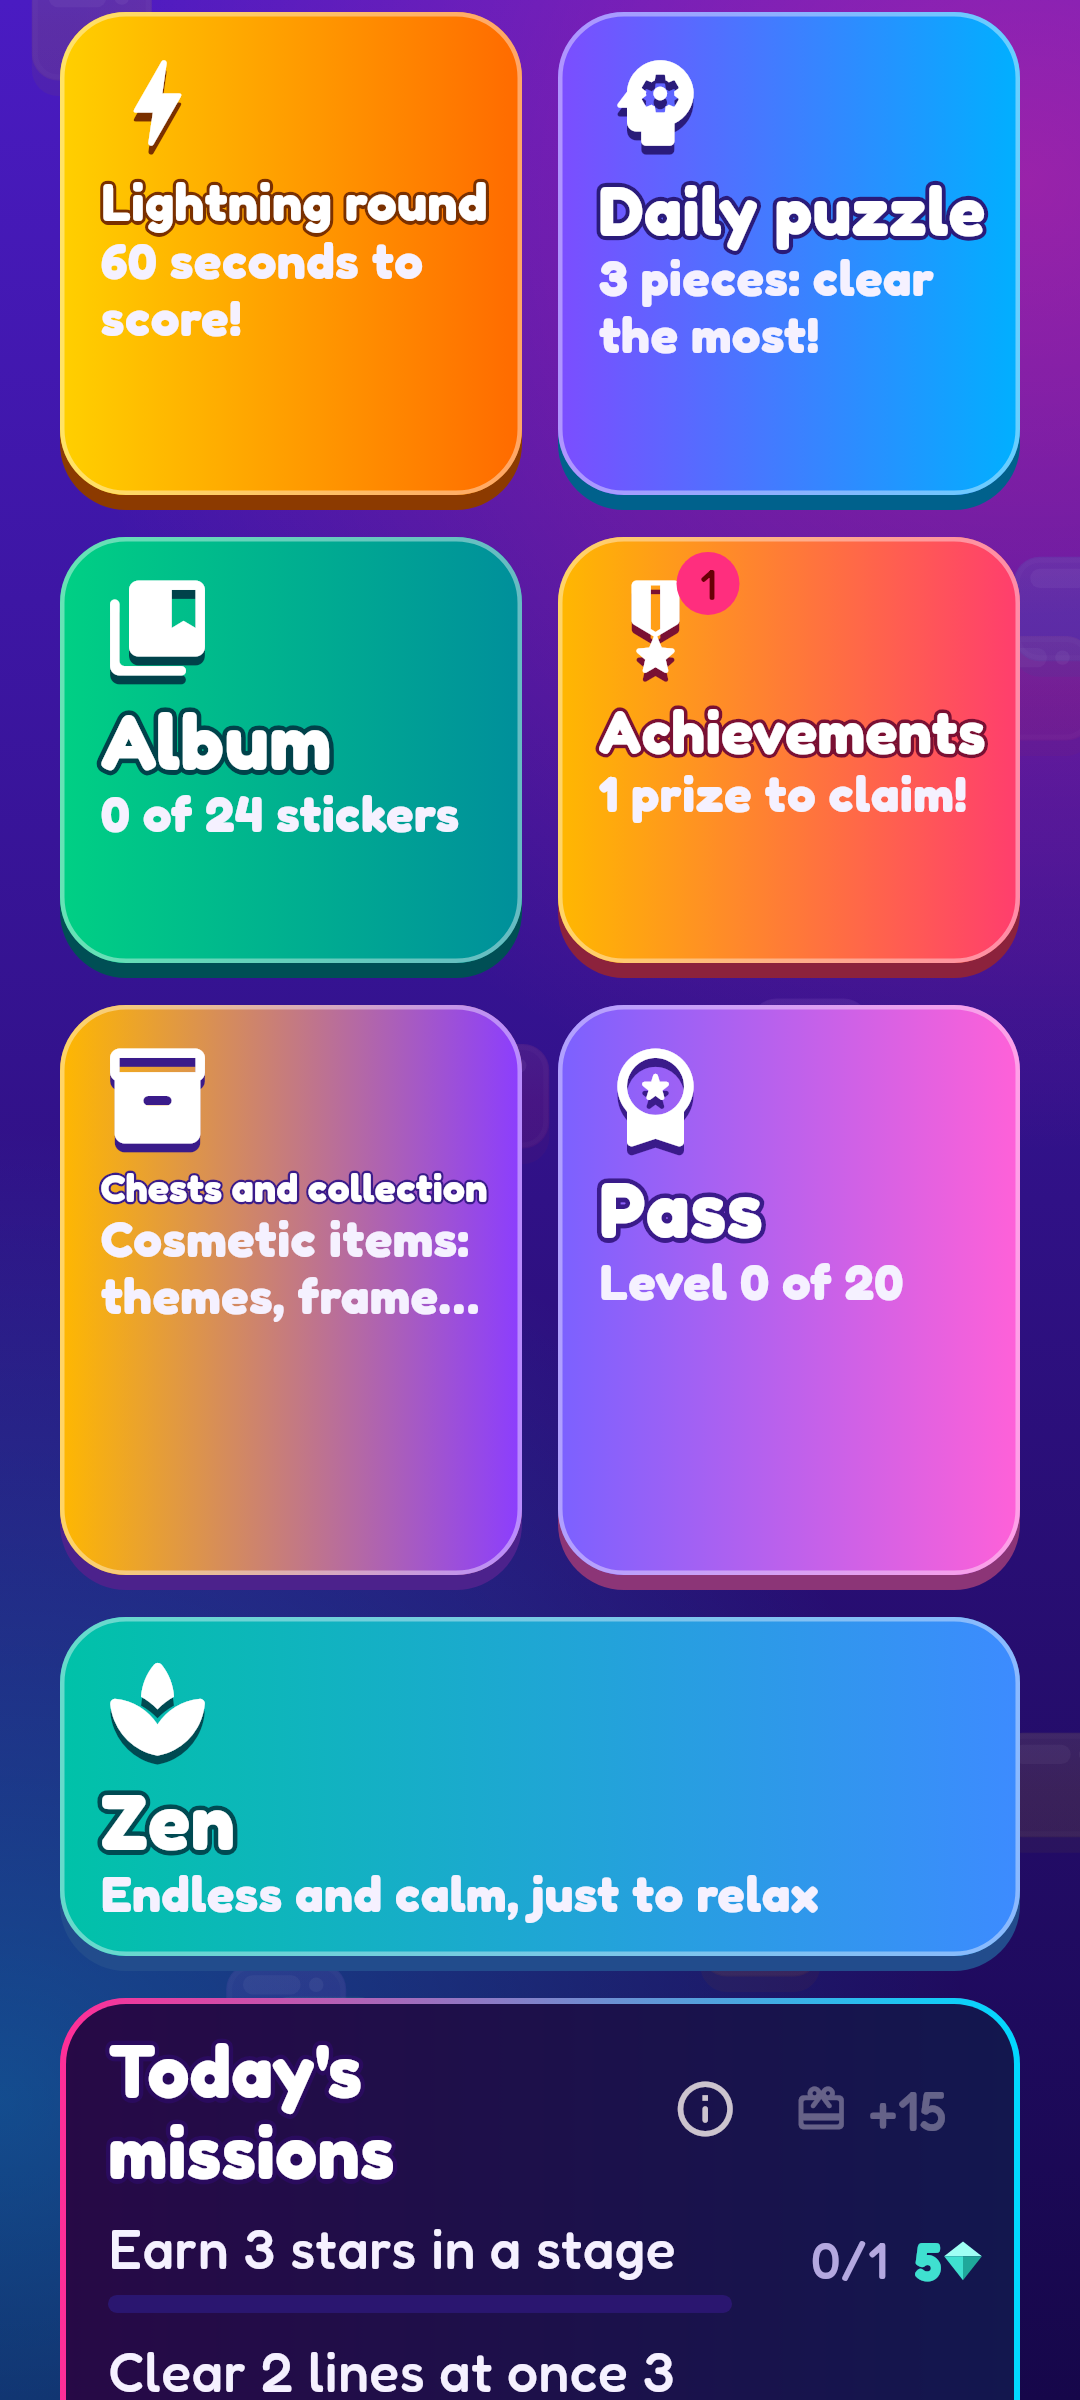 Lightning round
60 seconds to
score!
Daily puzzle
3 pieces: clear
the most!
Album
0 of 24 stickers
1
Achievements
1 prize to claim!
Chests and collection
Cosmetic items:
themes, frame...
Pass
Level 0 of 20
Zen
Endless and calm, just to relax
Today's
missions
+15
Earn 3 stars in a stage
0/1 5
Clear 2 lines at once 3